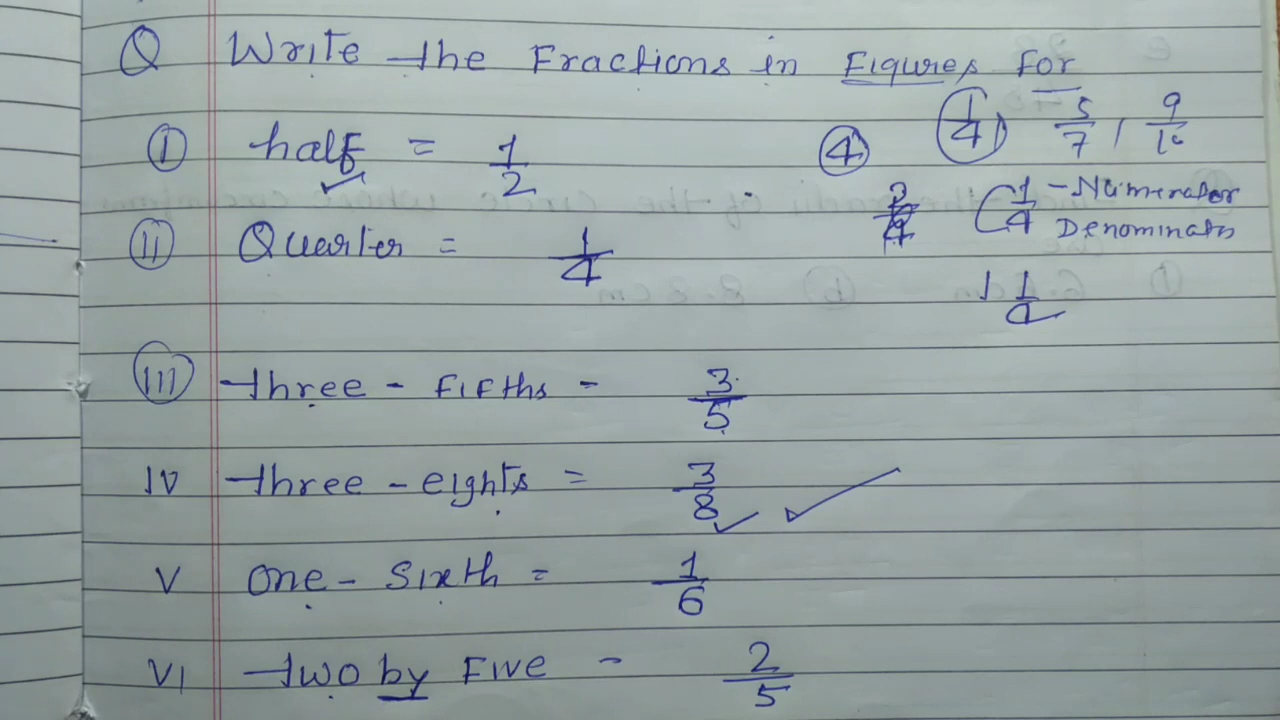 Q Write the Fractions in Figures For
I half = 1/2
4 1/4 5/7, 9/10
1/4 - Numerator
Denominator
II Quarter = 1/4
1/4
III three - Fifths - 3/5
IV three - eights = 3/8
V One - Sixth = 1/6
VI two by Five - 2/5